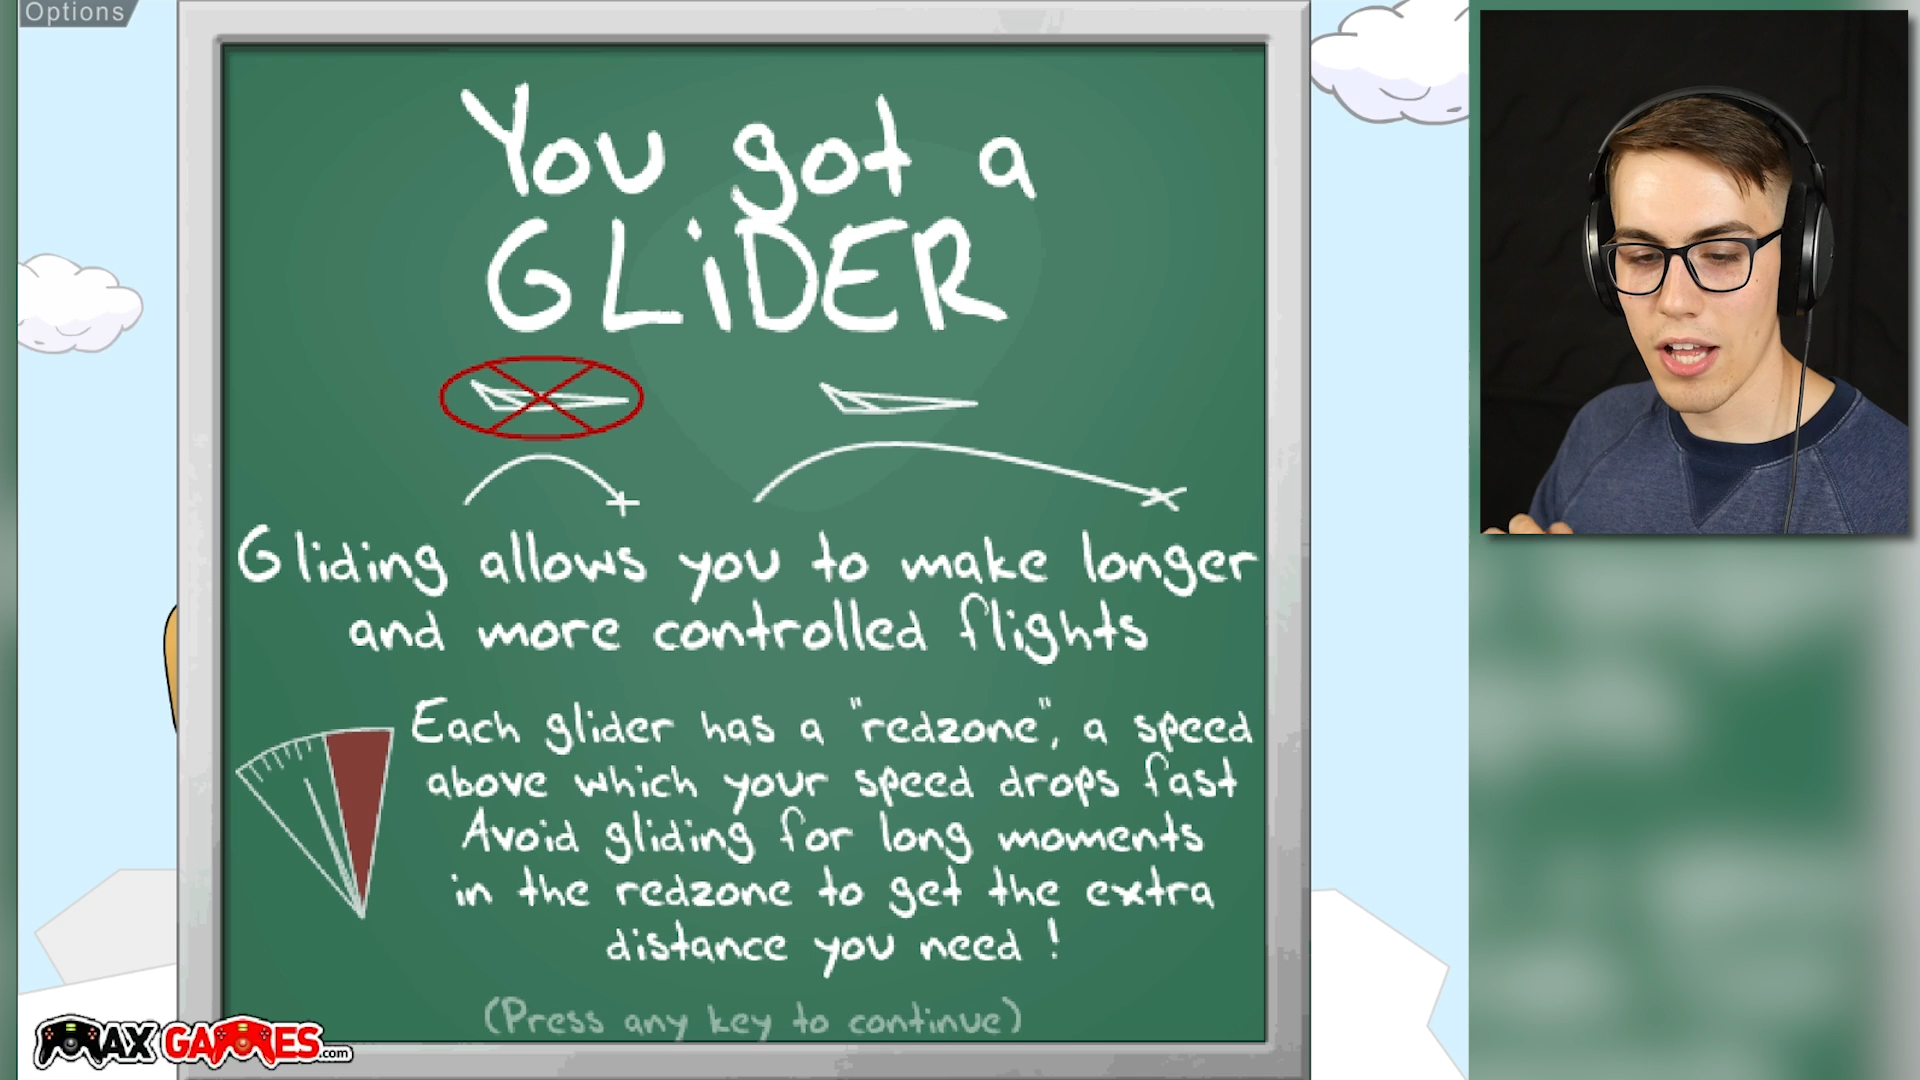 Options
You got a
GLiDER
Gliding allows you to make longer
and more controlled flights
Each glider has a "redzone", a speed
above which your speed drops fast
Avoid gliding for long moments
in the redzone to get the extra
distance you need !
(Press any key to continue)
MAX GAMES.com